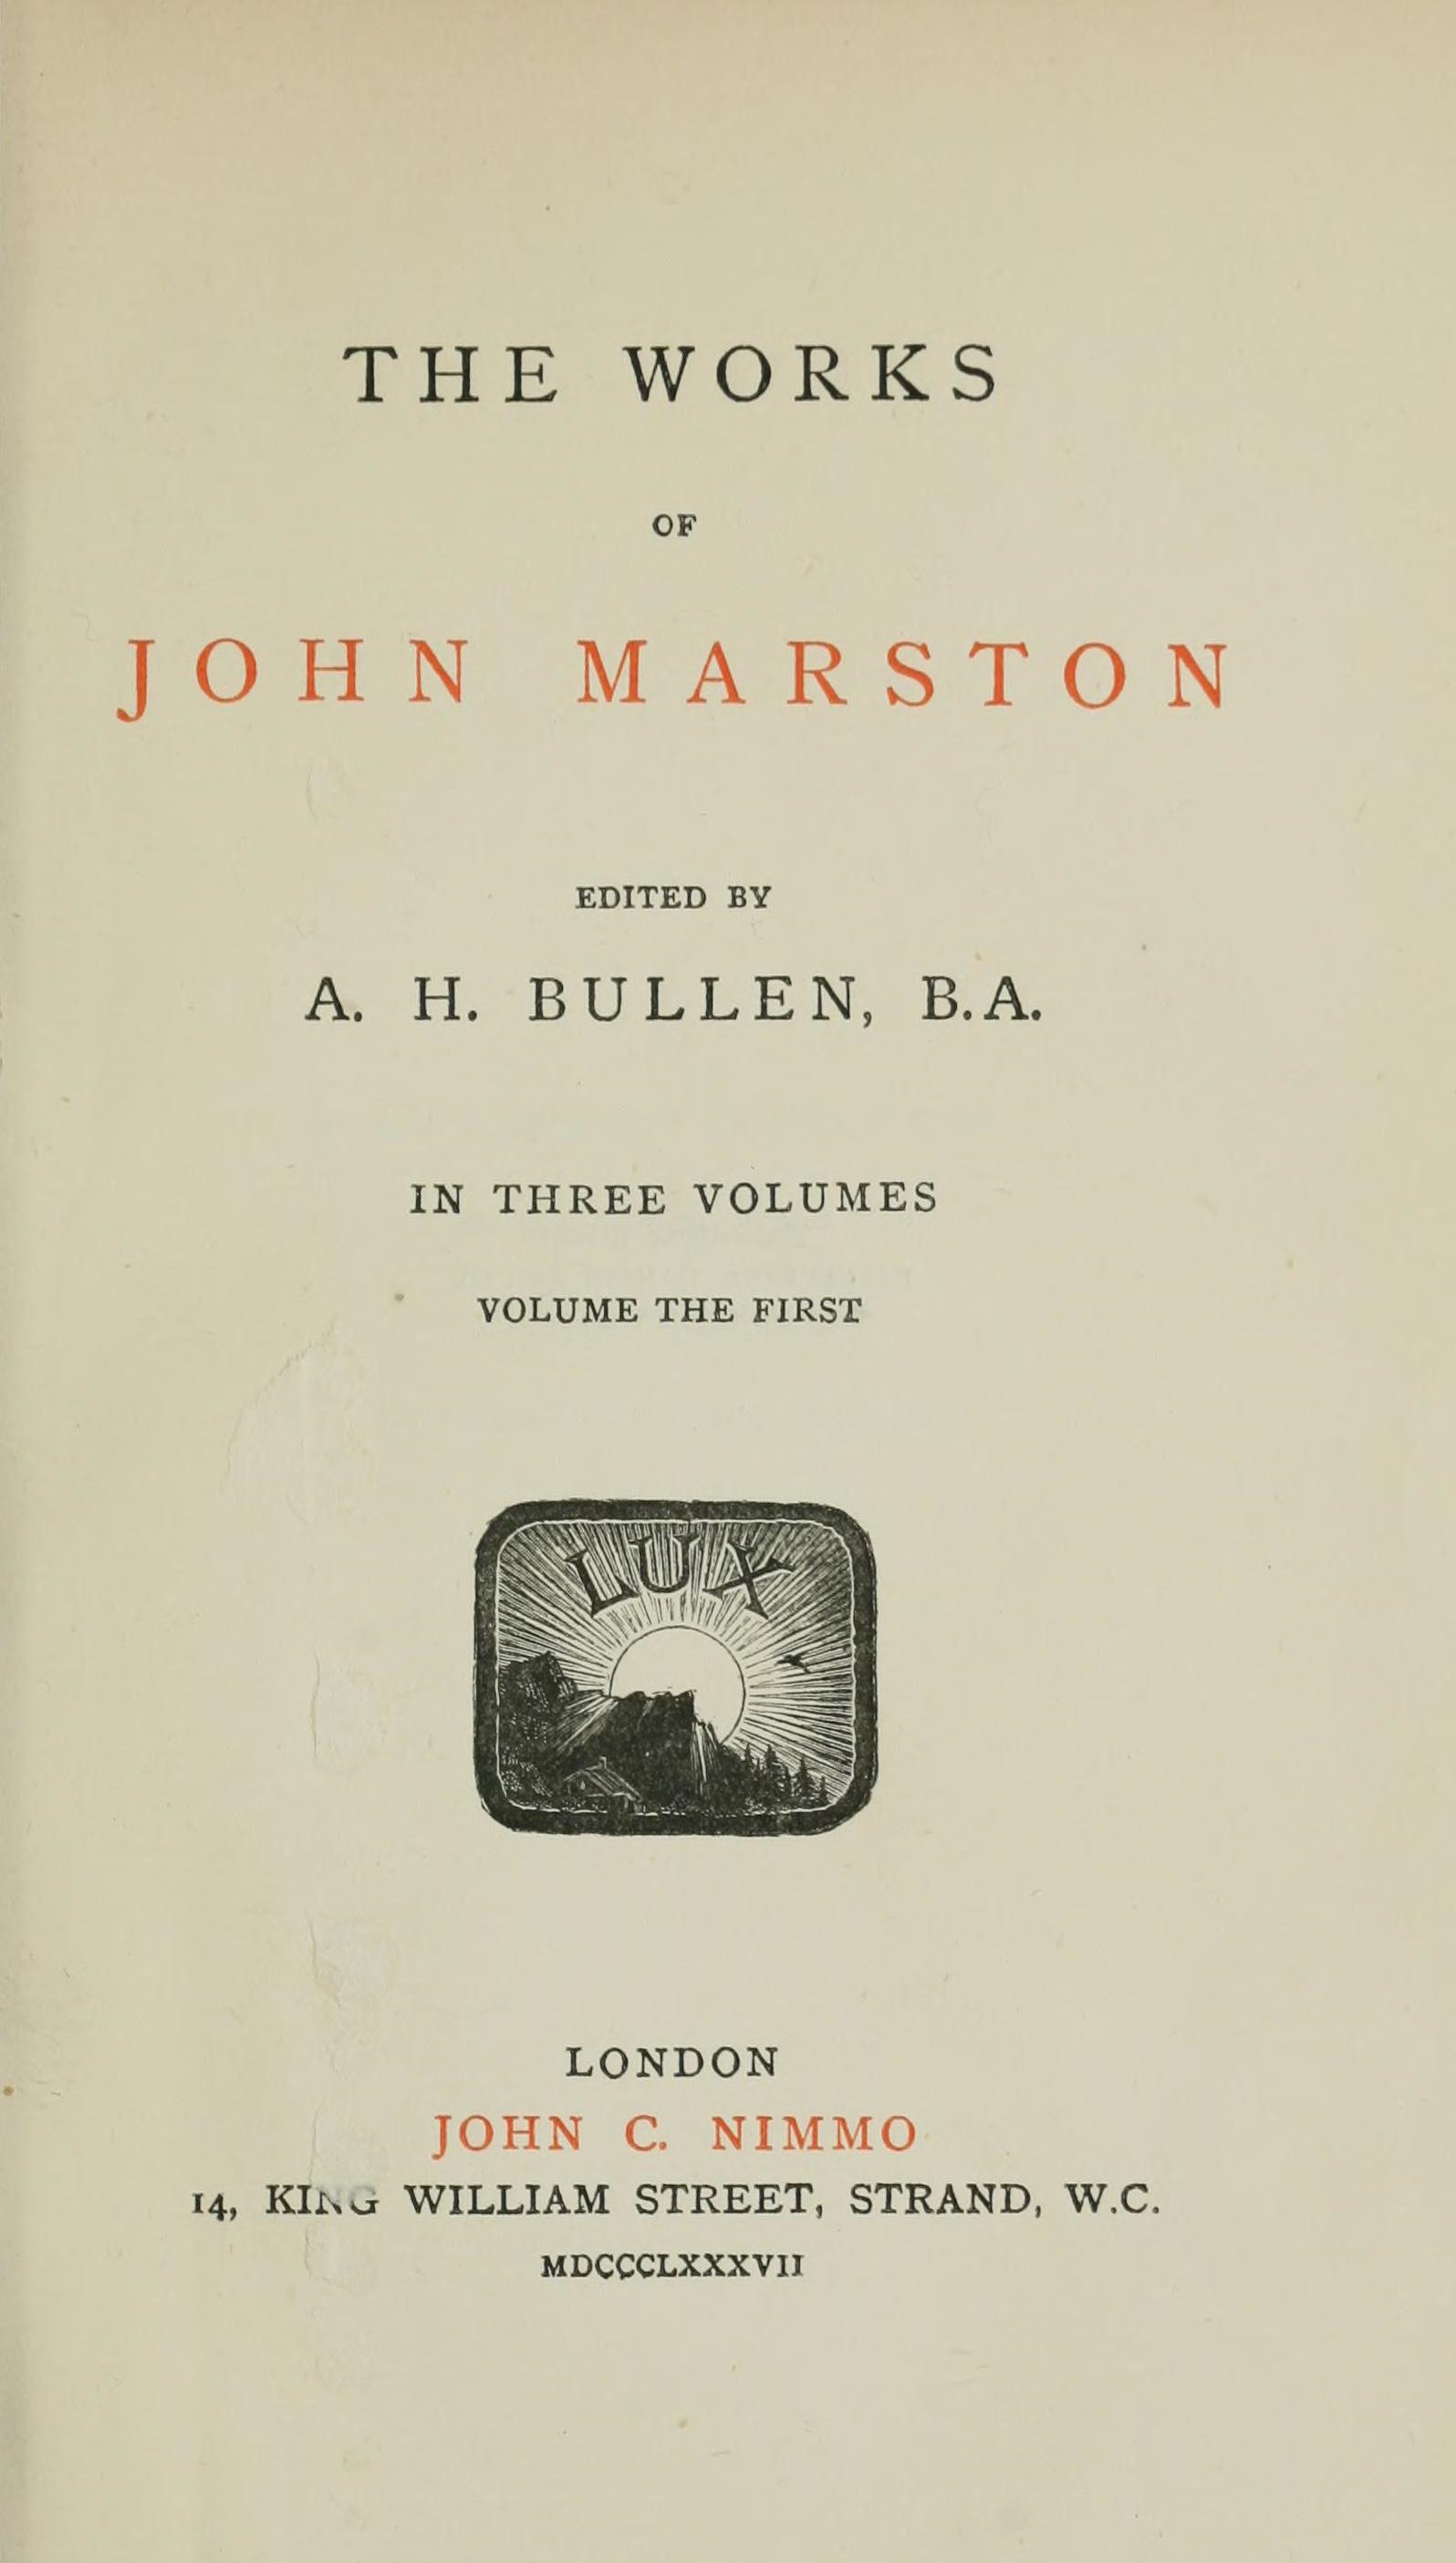 THE WORKS
OF
JOHN MARSTON
EDITED BY
A. H. BULLEN, B.A.
IN THREE VOLUMES
VOLUME THE FIRST
LUX
LONDON
JOHN C. NIMMO
14, KING WILLIAM STREET, STRAND, W.C.
MDCCCLXXXVII